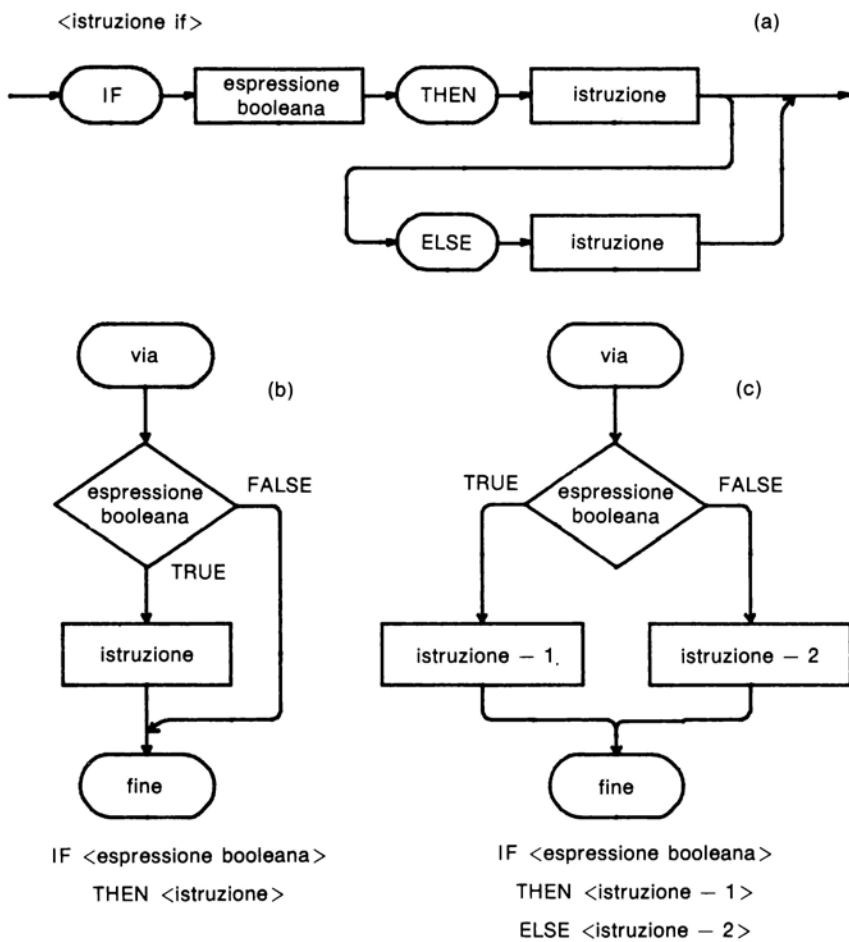 <istruzione if>
(a)
IF
espressione
booleana
THEN
istruzione
ELSE
istruzione
via
(b)
espressione
booleana
FALSE
TRUE
istruzione
fine
IF <espressione booleana>
THEN <istruzione>
via
(c)
TRUE
espressione
booleana
FALSE
istruzione – 1.
istruzione – 2
fine
IF <espressione booleana>
THEN <istruzione – 1>
ELSE <istruzione – 2>